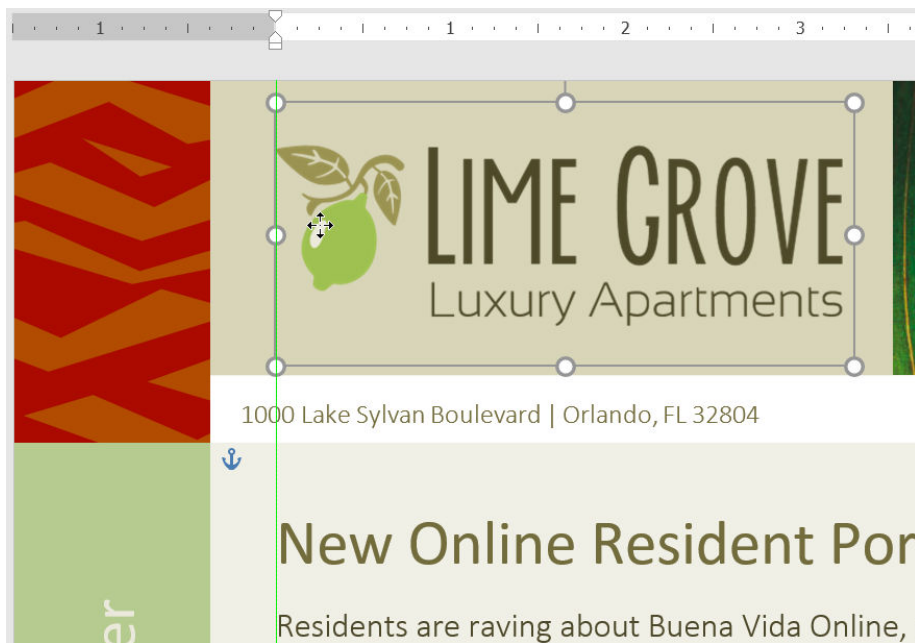 1 1 2 3
LIME GROVE
Luxury Apartments
1000 Lake Sylvan Boulevard | Orlando, FL 32804
New Online Resident Por
Residents are raving about Buena Vida Online,
er